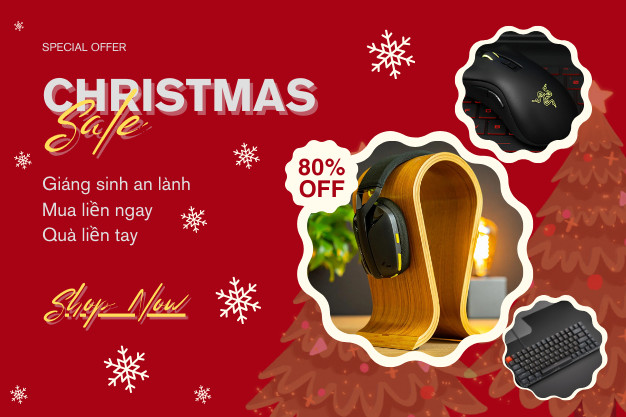 SPECIAL OFFER
CHRISTMAS
Sale
80%
OFF
Giáng sinh an lành
Mua liền ngay
Quà liền tay
Shop Now